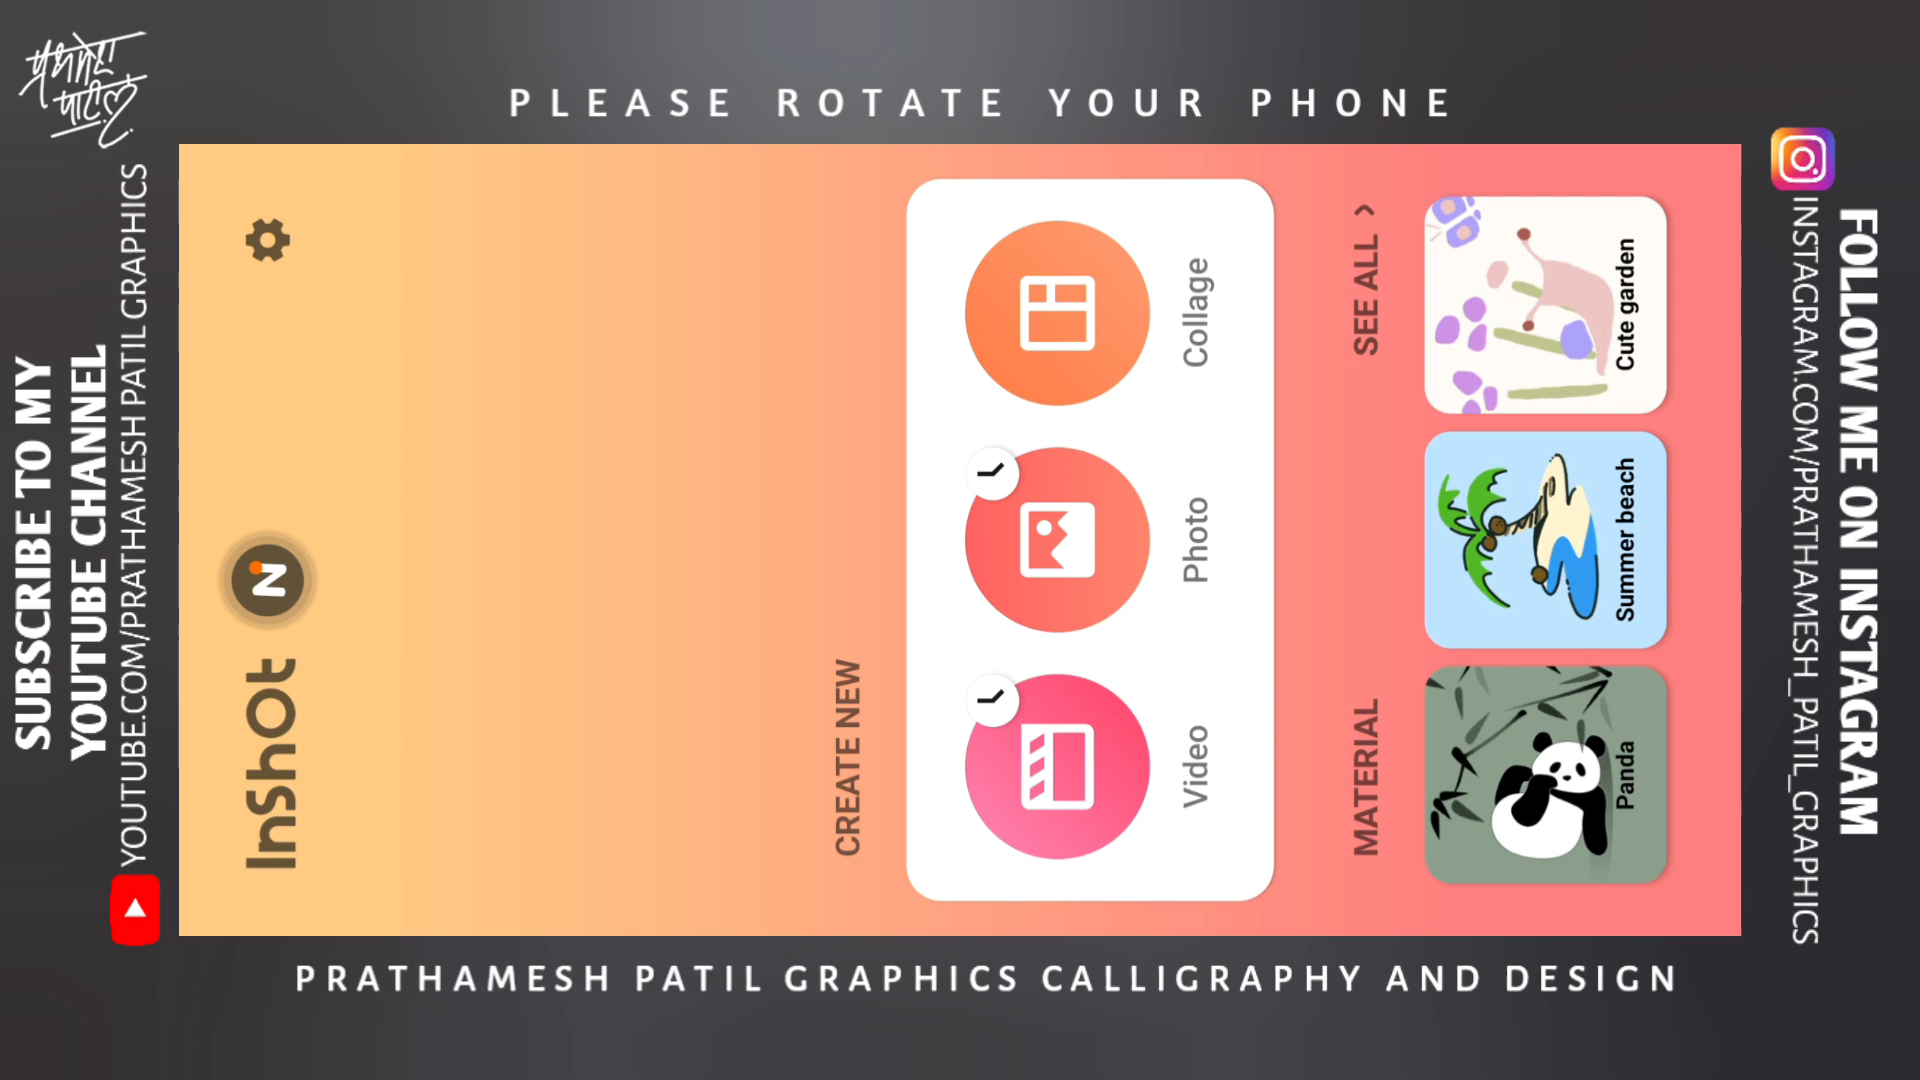 प्रथमेश
पाटील
PLEASE ROTATE YOUR PHONE
SUBSCRIBE TO MY
YOUTUBE CHANNEL
YOUTUBE.COM/PRATHAMESH PATIL GRAPHICS
InShOt
N
CREATE NEW
Video
Photo
Collage
MATERIAL
SEE ALL >
Panda
Summer beach
Cute garden
FOLLOW ME ON INSTAGRAM
INSTAGRAM.COM/PRATHAMESH_PATIL_GRAPHICS
PRATHAMESH PATIL GRAPHICS CALLIGRAPHY AND DESIGN